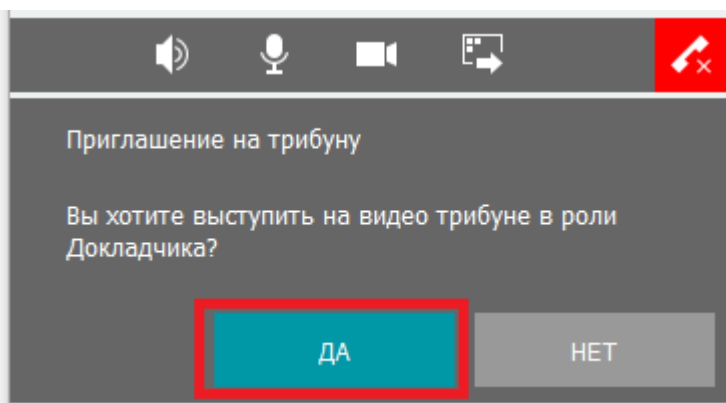 Приглашение на трибуну
Вы хотите выступить на видео трибуне в роли
Докладчика?
ДА
НЕТ